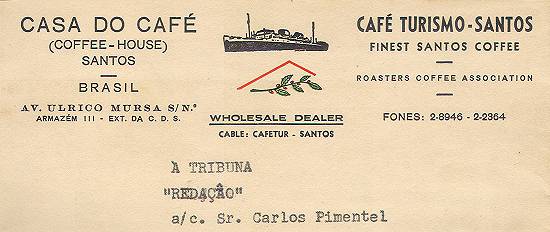 CASA DO CAFÉ
(COFFEE-HOUSE)
SANTOS
BRASIL
AV. ULRICO MURSA S/N.º
ARMAZÉM III - EXT. DA C. D. S.
WHOLESALE DEALER
CABLE: CAFETUR - SANTOS
CAFÉ TURISMO-SANTOS
FINEST SANTOS COFFEE
ROASTERS COFFEE ASSOCIATION
FONES: 2-8946 - 2-2364
A TRIBUNA
"REDAÇÃO"
a/c. Sr. Carlos Pimentel